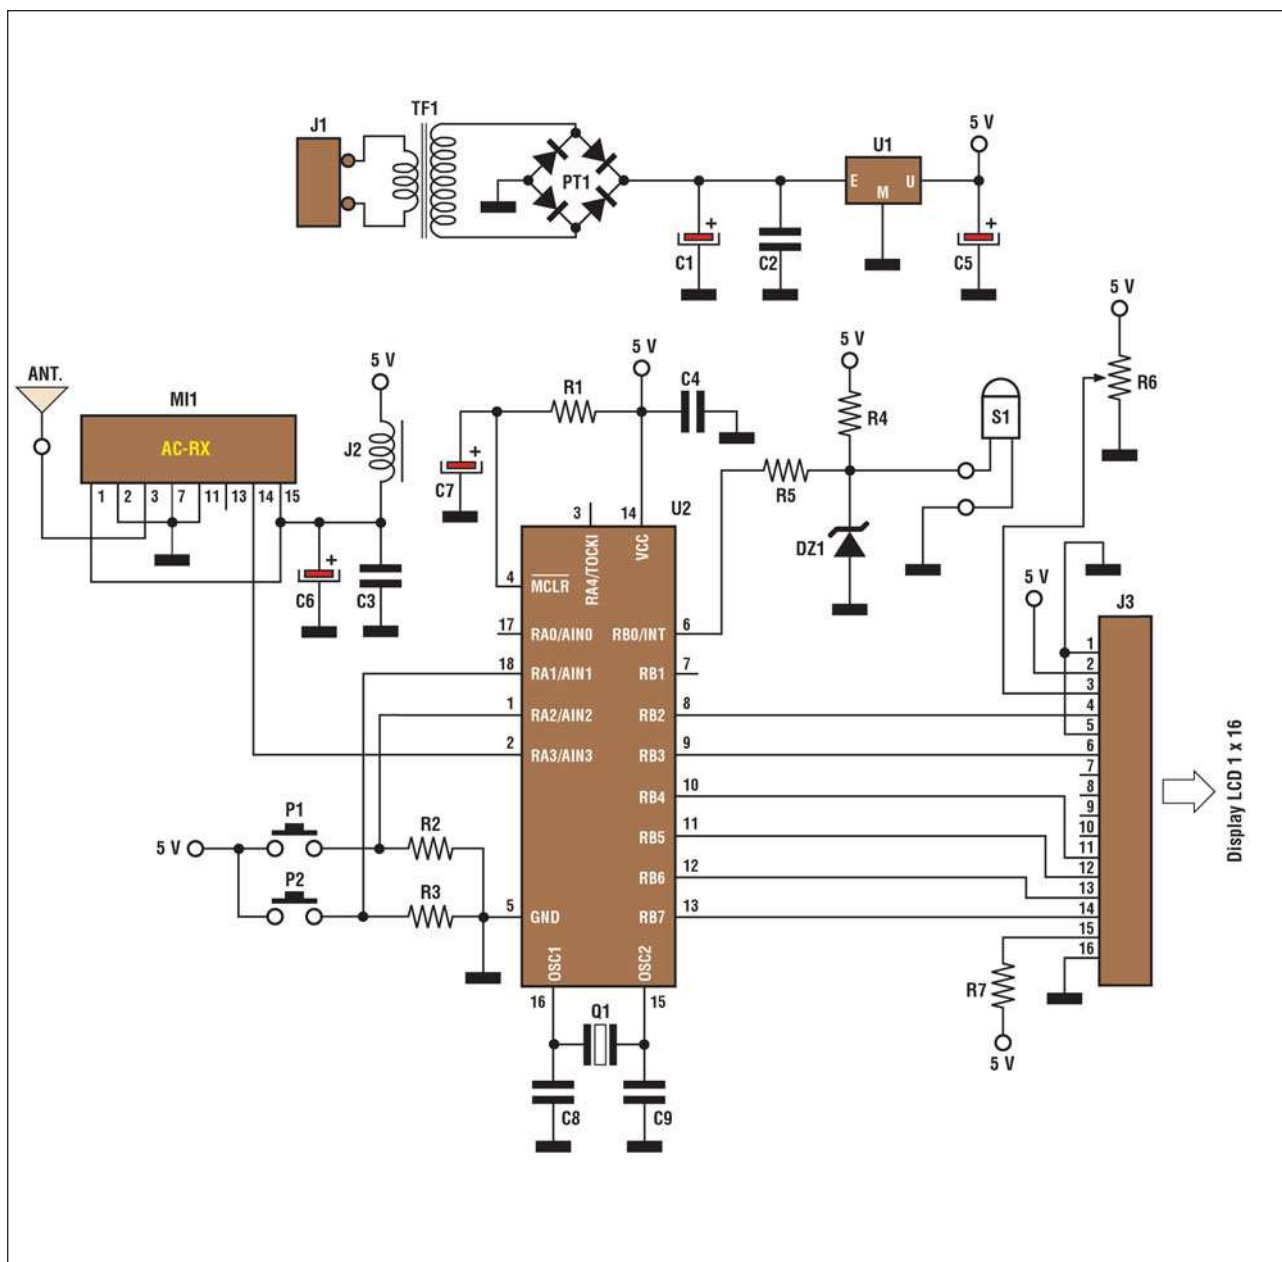 TF1
J1
5 V
U1
PT1
E
M
U
+
C1
C2
+
C5
5 V
R6
ANT.
MI1
AC-RX
1 2 3 7 11 13 14 15
5 V
J2
+
C6
C3
5 V
R1
C4
+
C7
5 V
R4
R5
DZ1
S1
U2
3
14
VCC
RA4/TOCKI
4 MCLR
17 RA0/AIN0
18 RA1/AIN1
1 RA2/AIN2
2 RA3/AIN3
RB0/INT 6
RB1 7
RB2 8
RB3 9
RB4 10
RB5 11
RB6 12
RB7 13
5 GND
OSC1
OSC2
16
15
5 V
P1
P2
R2
R3
Q1
C8
C9
5 V
J3
1
2
3
4
5
6
7
8
9
10
11
12
13
14
15
16
R7
5 V
Display LCD 1 x 16